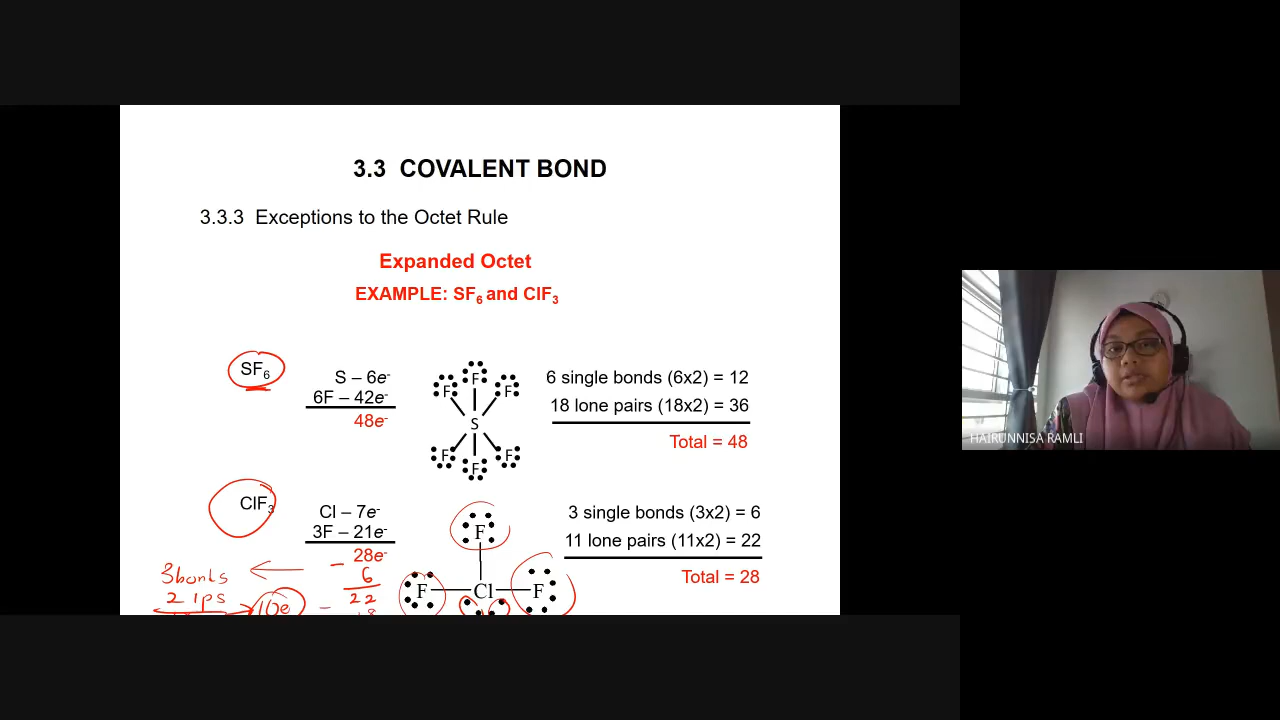 3.3 COVALENT BOND
3.3.3 Exceptions to the Octet Rule
Expanded Octet
EXAMPLE: SF₆ and ClF₃
SF₆
S – 6e⁻
6F – 42e⁻
48e⁻
F F F
S
F F F
6 single bonds (6x2) = 12
18 lone pairs (18x2) = 36
Total = 48
HAIRUNNISA RAMLI
ClF₃
Cl – 7e⁻
3F – 21e⁻
28e⁻
- 6
22
-
3bonds
2 lps
10e
F
F Cl F
3 single bonds (3x2) = 6
11 lone pairs (11x2) = 22
Total = 28